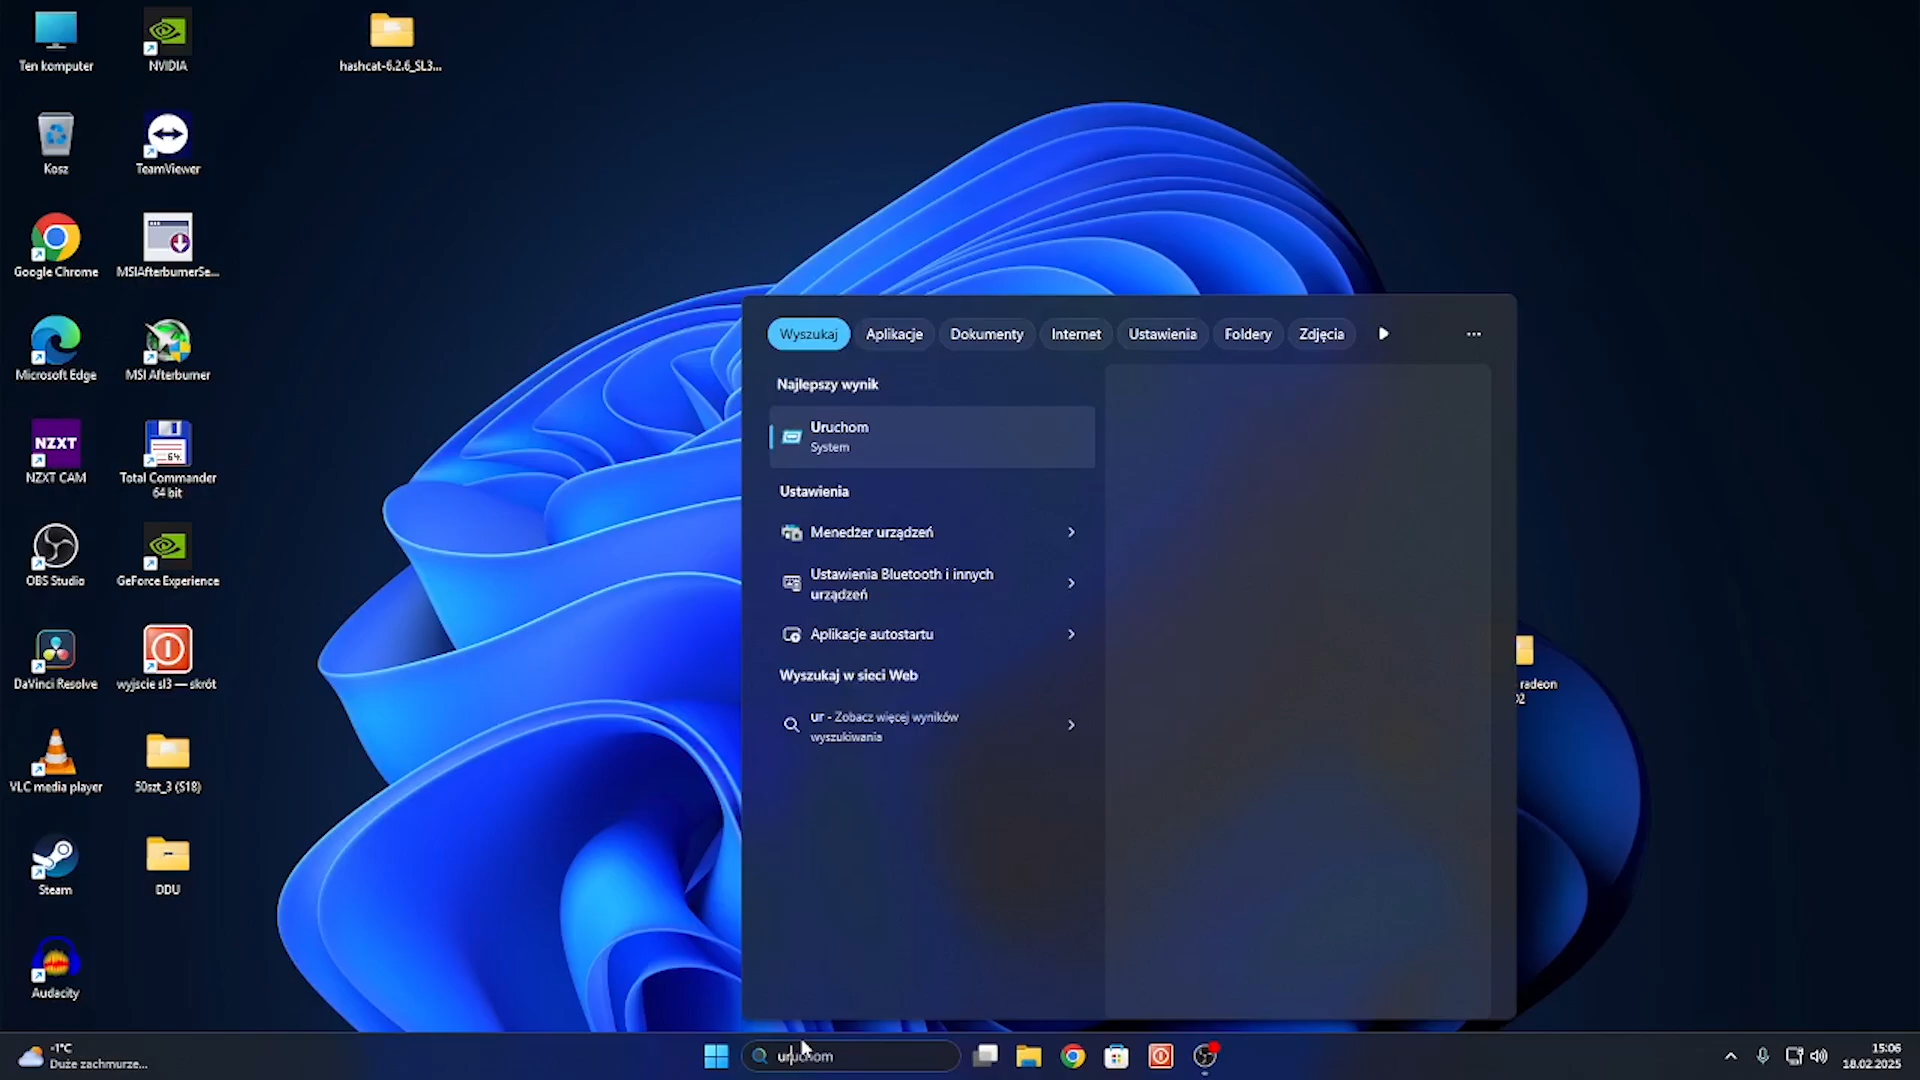 Ten komputer
NVIDIA
hashcat-6.2.6_SL3...
Kosz
TeamViewer
Google Chrome
MSIAfterburnerSe...
Microsoft Edge
MSI Afterburner
NZXT
NZXT CAM
64
Total Commander
64 bit
OBS Studio
GeForce Experience
DaVinci Resolve
wyjscie sl3 — skrót
VLC media player
50szt_3 (S18)
Steam
DDU
Audacity
radeon
Wyszukaj
Aplikacje
Dokumenty
Internet
Ustawienia
Foldery
Zdjęcia
Najlepszy wynik
Uruchom
System
Ustawienia
Menedżer urządzeń
Ustawienia Bluetooth i innych
urządzeń
Aplikacje autostartu
Wyszukaj w sieci Web
ur - Zobacz więcej wyników
wyszukiwania
-1°C
Duże zachmurze...
uruchom
15:06
18.02.2025